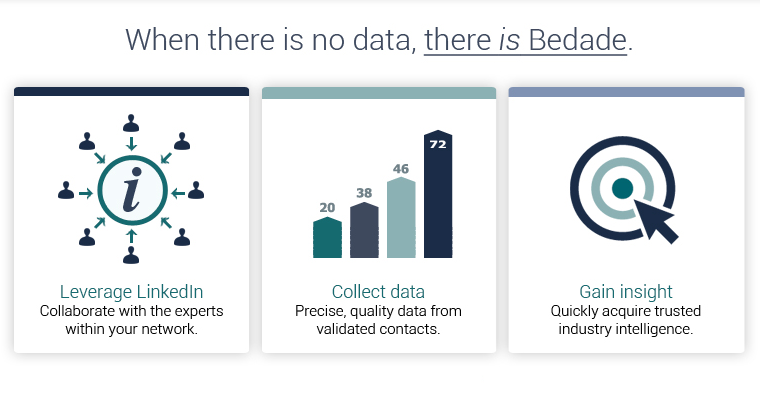 When there is no data, there is Bedade.
i
20
38
46
72
Leverage LinkedIn
Collaborate with the experts
within your network.
Collect data
Precise, quality data from
validated contacts.
Gain insight
Quickly acquire trusted
industry intelligence.